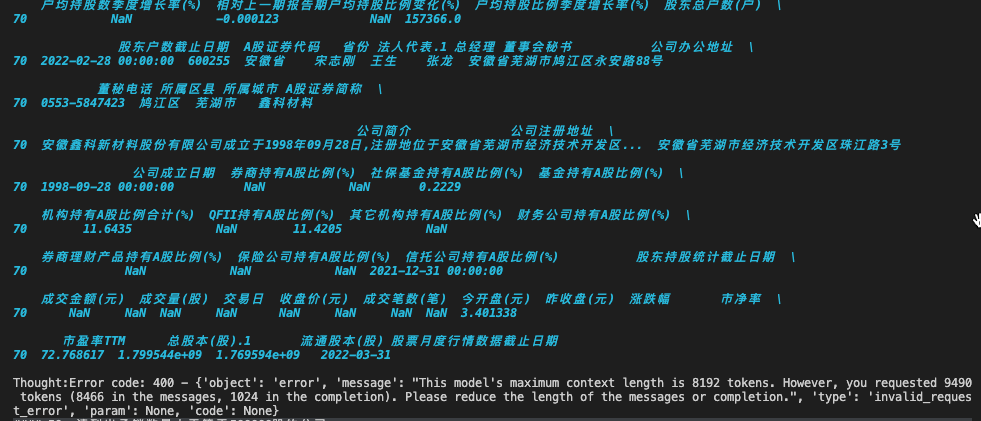 户均持股数季度增长率(%)  相对上一期报告期户均持股比例变化(%)  户均持股比例季度增长率(%)  股东总户数(户)  \
70            NaN            -0.000123             NaN  157366.0
股东户数截止日期  A股证券代码   省份 法人代表.1 总经理 董事会秘书           公司办公地址  \
70  2022-02-28 00:00:00  600255  安徽省    宋志刚  王生    张龙  安徽省芜湖市鸠江区永安路88号
董秘电话 所属区县 所属城市 A股证券简称  \
70  0553-5847423  鸠江区  芜湖市   鑫科材料
公司简介              公司注册地址  \
70  安徽鑫科新材料股份有限公司成立于1998年09月28日,注册地位于安徽省芜湖市经济技术开发区...  安徽省芜湖市经济技术开发区珠江路3号
公司成立日期  券商持有A股比例(%)  社保基金持有A股比例(%)  基金持有A股比例(%)  \
70  1998-09-28 00:00:00          NaN            NaN       0.2229
机构持有A股比例合计(%)  QFII持有A股比例(%)  其它机构持有A股比例(%)  财务公司持有A股比例(%)  \
70        11.6435            NaN        11.4205            NaN
券商理财产品持有A股比例(%)  保险公司持有A股比例(%)  信托公司持有A股比例(%)           股东持股统计截止日期  \
70              NaN            NaN            NaN  2021-12-31 00:00:00
成交金额(元)  成交量(股)  交易日  收盘价(元)  成交笔数(笔)  今开盘(元)  昨收盘(元)  涨跌幅       市净率  \
70      NaN     NaN  NaN     NaN      NaN     NaN     NaN  NaN  3.401338
市盈率TTM      总股本(股).1       流通股本(股) 股票月度行情数据截止日期
70  72.768617  1.799544e+09  1.769594e+09   2022-03-31
Thought:Error code: 400 - {'object': 'error', 'message': "This model's maximum context length is 8192 tokens. However, you requested 9490
tokens (8466 in the messages, 1024 in the completion). Please reduce the length of the messages or completion.", 'type': 'invalid_reques
t_error', 'param': None, 'code': None}